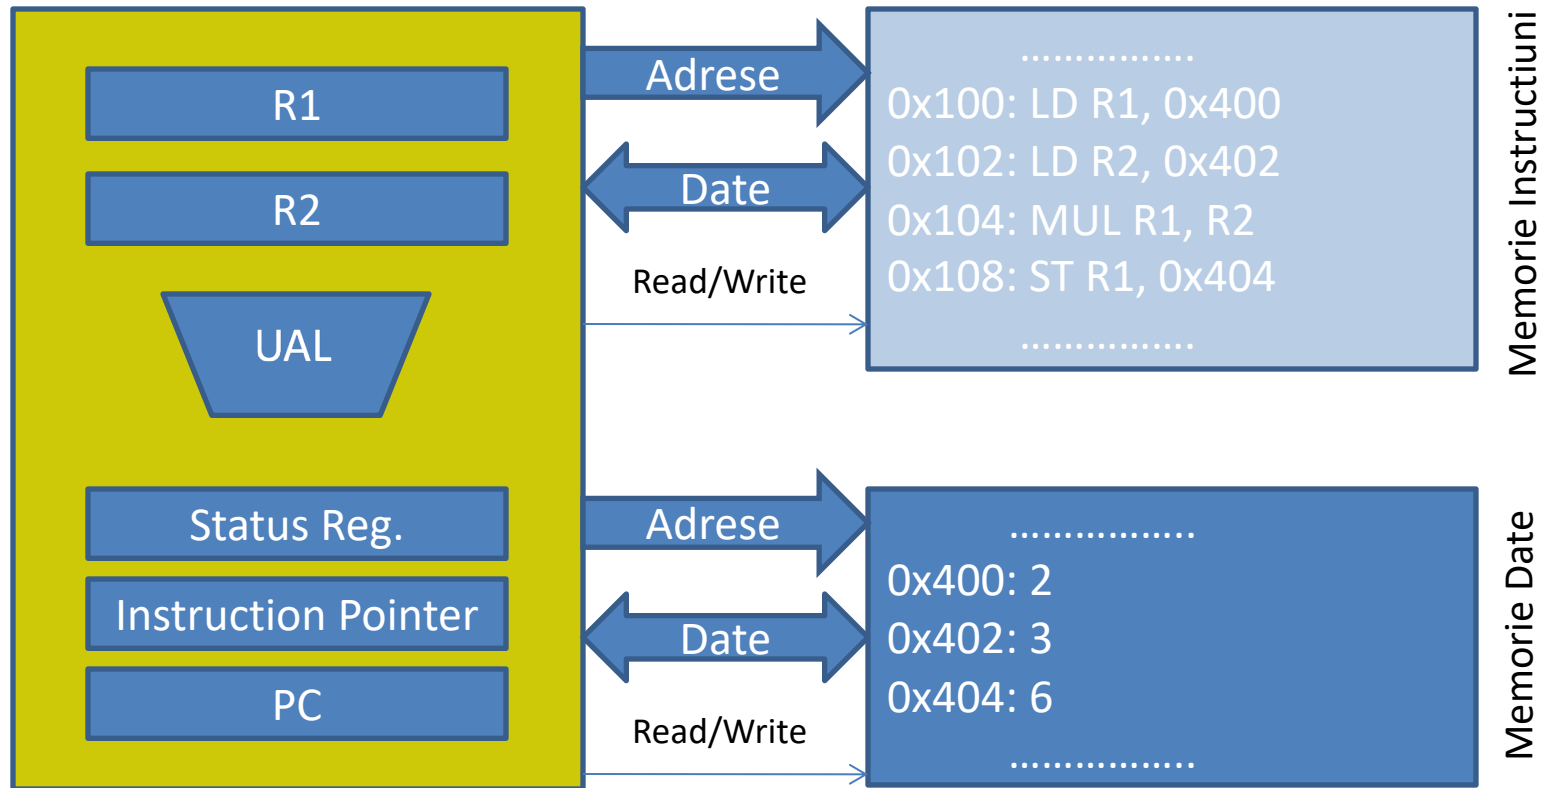 R1
R2
UAL
Status Reg.
Instruction Pointer
PC
Adrese
Date
Read/Write
................
0x100: LD R1, 0x400
0x102: LD R2, 0x402
0x104: MUL R1, R2
0x108: ST R1, 0x404
................
Memorie Instructiuni
Adrese
Date
Read/Write
.................
0x400: 2
0x402: 3
0x404: 6
.................
Memorie Date